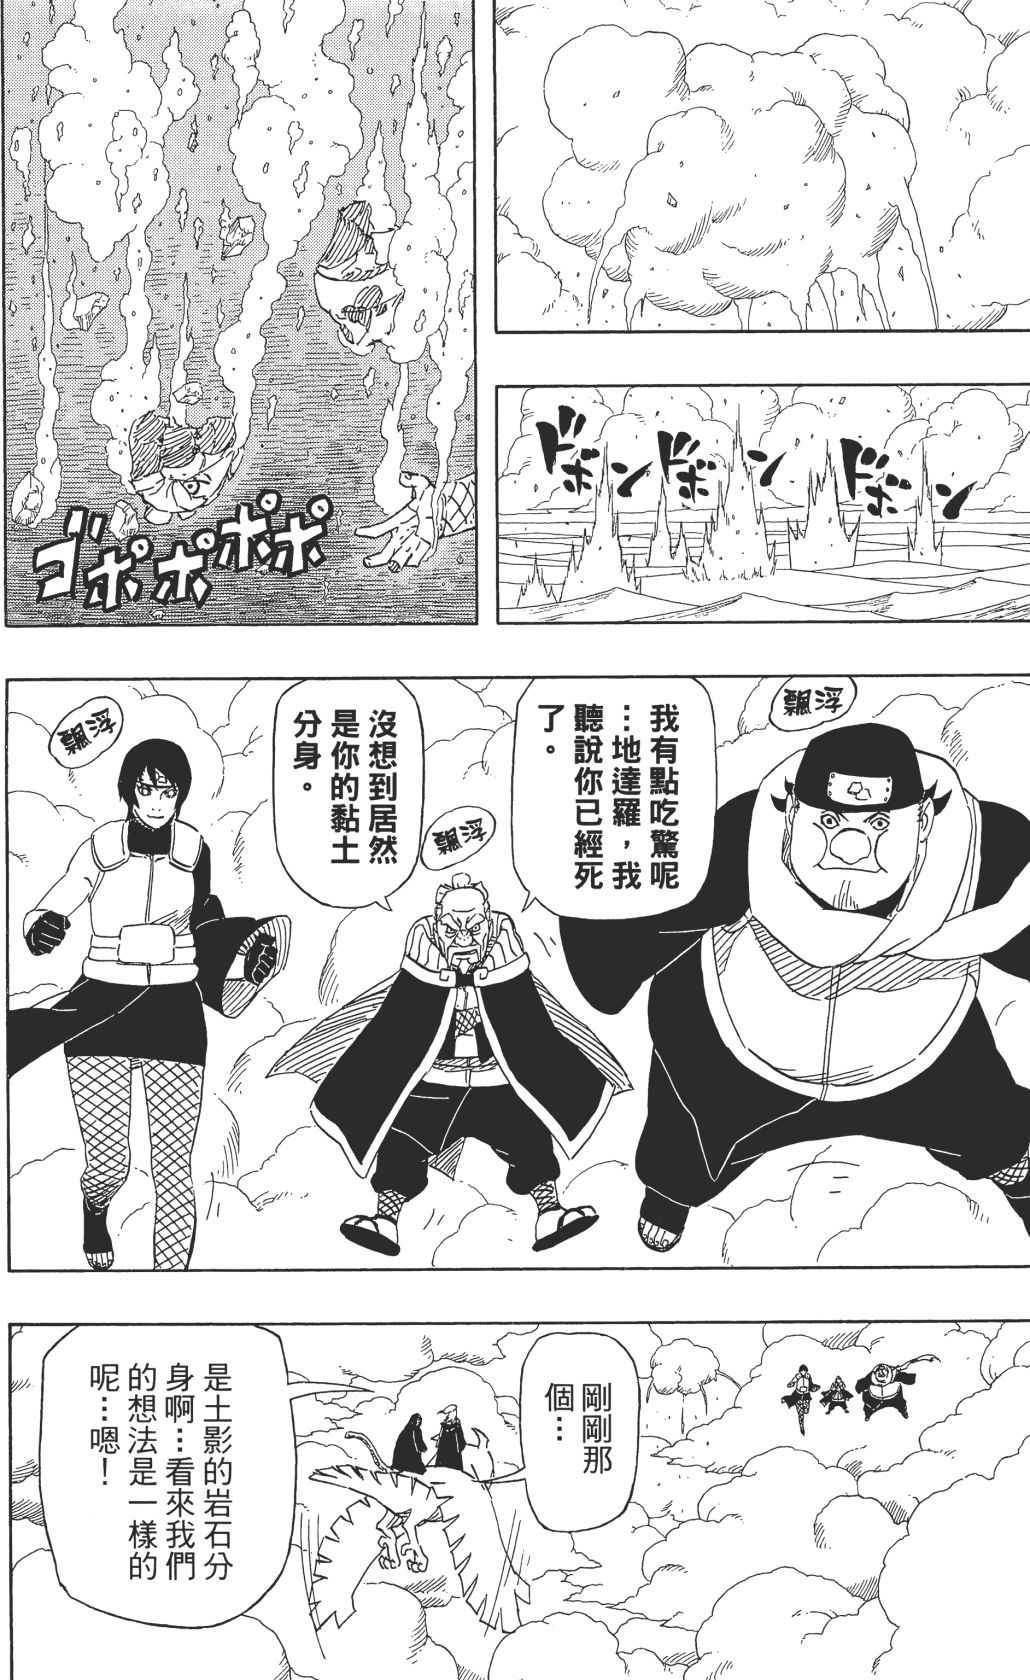 ドボン
ドボン
ドボン
ゴポポポポ
飄浮
我有點吃驚呢
…地達羅，我
聽說你已經死
了。
飄浮
沒想到居然
是你的黏土
分身。
飄浮
剛剛那
個…
是土影的岩石分
身啊…看來我們
的想法是一樣的
呢…嗯！